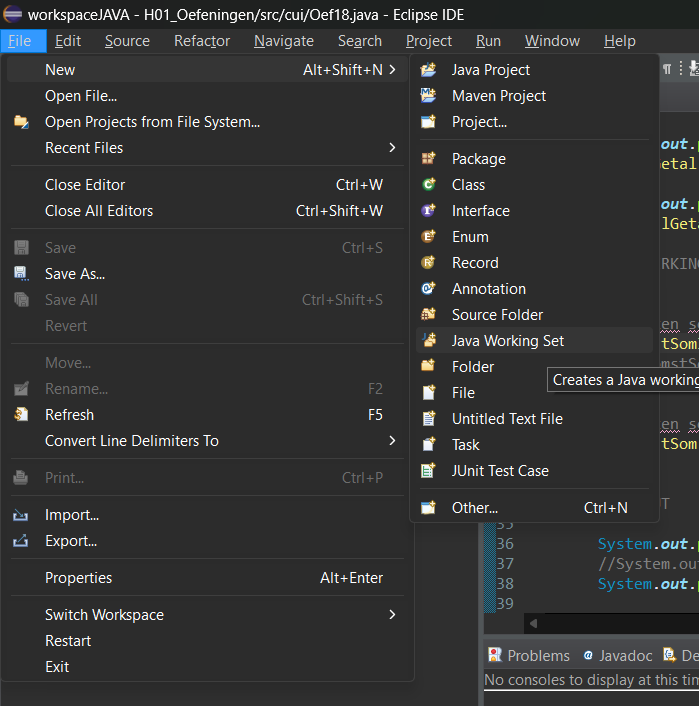 workspaceJAVA - H01_Oefeningen/src/cui/Oef18.java - Eclipse IDE
File Edit Source Refactor Navigate Search Project Run Window Help
New Alt+Shift+N >
Open File...
Open Projects from File System...
Recent Files >
Close Editor Ctrl+W
Close All Editors Ctrl+Shift+W
Save Ctrl+S
Save As...
Save All Ctrl+Shift+S
Revert
Move...
Rename... F2
Refresh F5
Convert Line Delimiters To >
Print... Ctrl+P
Import...
Export...
Properties Alt+Enter
Switch Workspace >
Restart
Exit
Java Project
Maven Project
Project...
Package
Class
Interface
Enum
Record
Annotation
Source Folder
Java Working Set
Folder
File
Untitled Text File
Task
JUnit Test Case
Other... Ctrl+N
Creates a Java working
out.
etal
out.
lGeta
RKING
en s
tSom
mstS
en s
tSom
UT
35
36 System.out.
37 //System.ou
38 System.out.
39
Problems Javadoc De
No consoles to display at this tim